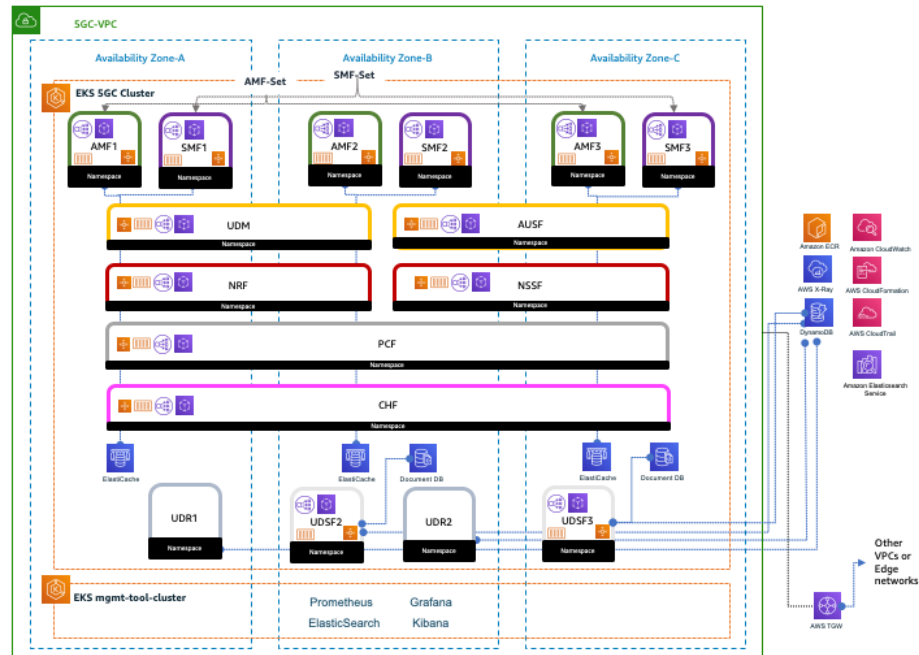 5GC-VPC
Availability Zone-A
Availability Zone-B
Availability Zone-C
AMF-Set
SMF-Set
EKS 5GC Cluster
AMF1
SMF1
AMF2
SMF2
AMF3
SMF3
Namespace
Namespace
Namespace
Namespace
Namespace
Namespace
UDM
AUSF
Namespace
Namespace
NRF
NSSF
Namespace
Namespace
PCF
Namespace
CHF
Namespace
ElastiCache
ElastiCache
Document DB
ElastiCache
Document DB
UDR1
UDSF2
UDR2
UDSF3
Namespace
Namespace
Namespace
Namespace
EKS mgmt-tool-cluster
Prometheus
Grafana
ElasticSearch
Kibana
Amazon ECR
Amazon CloudWatch
AWS X-Ray
AWS CloudFormation
DynamoDB
AWS CloudTrail
Amazon Elasticsearch
Service
Other
VPCs or
Edge
networks
AWS TGW